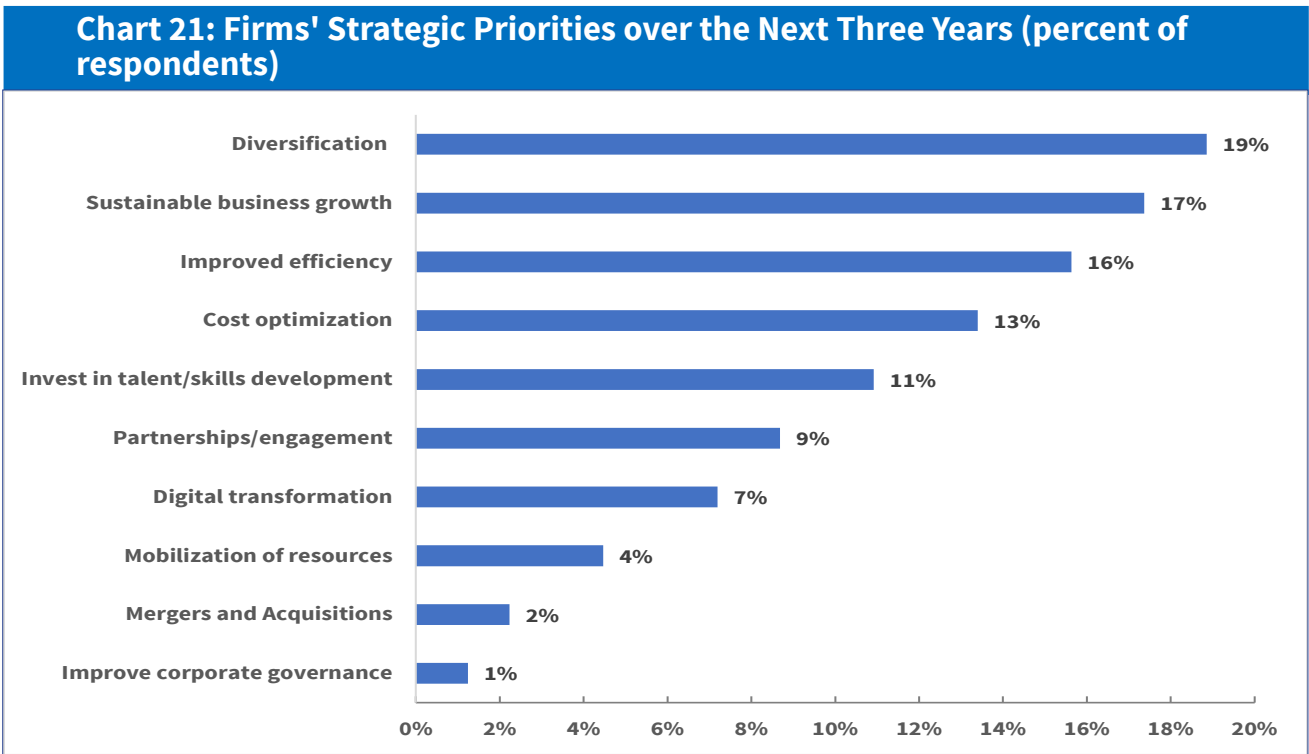 Chart 21: Firms' Strategic Priorities over the Next Three Years (percent of
respondents)
Diversification 19%
Sustainable business growth 17%
Improved efficiency 16%
Cost optimization 13%
Invest in talent/skills development 11%
Partnerships/engagement 9%
Digital transformation 7%
Mobilization of resources 4%
Mergers and Acquisitions 2%
Improve corporate governance 1%
0% 2% 4% 6% 8% 10% 12% 14% 16% 18% 20%